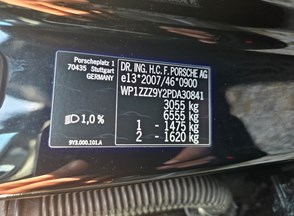 Porscheplatz 1
70435 Stuttgart
GERMANY
DR. ING. H.C. F. PORSCHE AG
e13*2007/46*0900
WP1ZZZ9Y2PDA30841
3055 kg
6555 kg
1 - 1475 kg
2 - 1620 kg
1,0%
9Y3.000.101.A